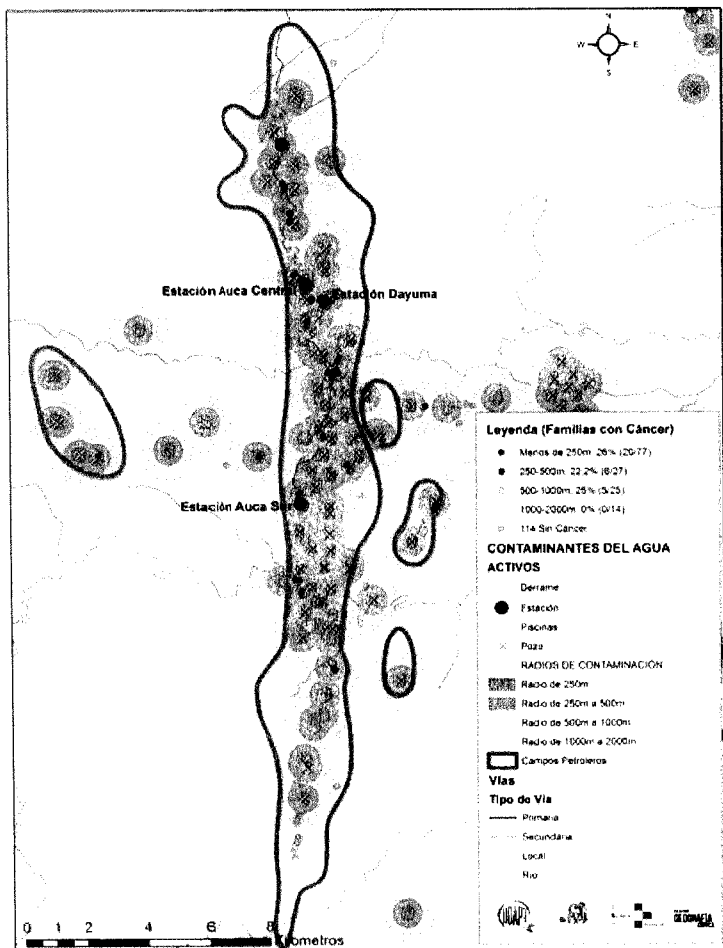 N
W
E
S
Estación Auca Central
Estación Dayuma
Estación Auca Sur
Leyenda (Familias con Cáncer)
Menos de 250m: 26% (20/77)
250-500m: 22.2% (6/27)
500-1000m: 25% (5/25)
1000-2000m: 0% (0/14)
114 Sin Cáncer
CONTAMINANTES DEL AGUA
ACTIVOS
Derrame
Estación
Piscinas
Pozo
RADIOS DE CONTAMINACIÓN
Radio de 250m
Radio de 250m a 500m
Radio de 500m a 1000m
Radio de 1000m a 2000m
Campos Petroleros
Vías
Tipo de Vía
Primaria
Secundaria
Local
Río
UDAPT
GEOGRAFÍA
0 1 2 4 6 8
Kilómetros